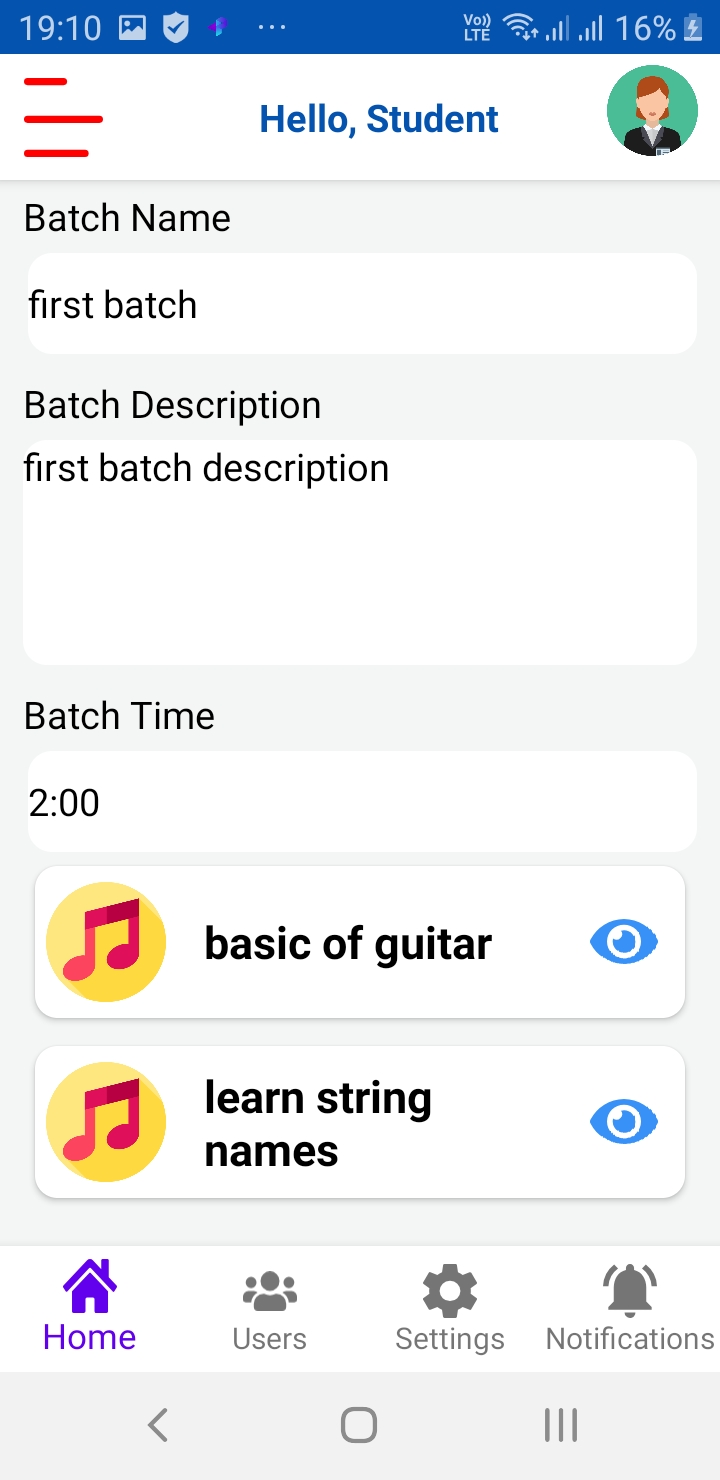 19:10
Vo)) LTE
16%
Hello, Student
Batch Name
first batch
Batch Description
first batch description
Batch Time
2:00
basic of guitar
learn string
names
Home
Users
Settings
Notifications